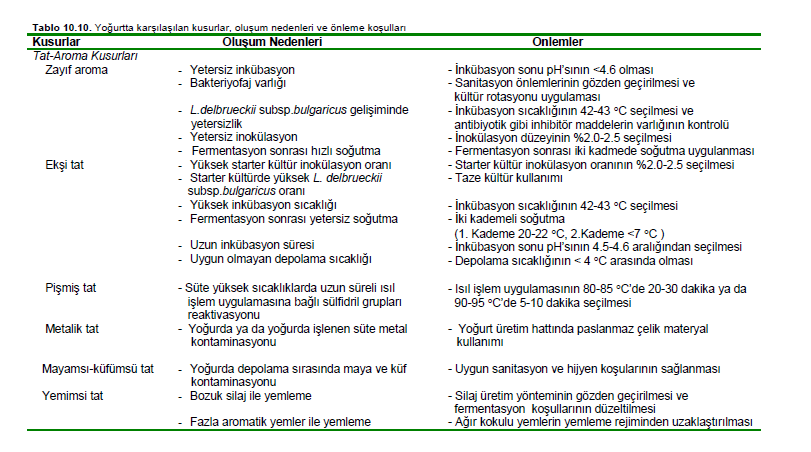 Tablo 10.10. Yoğurtta karşılaşılan kusurlar, oluşum nedenleri ve önleme koşulları
Kusurlar Oluşum Nedenleri Önlemler
Tat-Aroma Kusurları
Zayıf aroma - Yetersiz inkübasyon - İnkübasyon sonu pH'sının <4.6 olması
- Bakteriyofaj varlığı - Sanitasyon önlemlerinin gözden geçirilmesi ve
kültür rotasyonu uygulaması
- L.delbrueckii subsp.bulgaricus gelişiminde - İnkübasyon sıcaklığının 42-43 °C seçilmesi ve
yetersizlik antibiyotik gibi inhibitör maddelerin varlığının kontrolü
- Yetersiz inokülasyon - İnokülasyon düzeyinin %2.0-2.5 seçilmesi
- Fermentasyon sonrası hızlı soğutma - Fermentasyon sonrası iki kadmede soğutma uygulanması
Ekşi tat - Yüksek starter kültür inokülasyon oranı - Starter kültür inokülasyon oranının %2.0-2.5 seçilmesi
- Starter kültürde yüksek L. delbrueckii - Taze kültür kullanımı
subsp.bulgaricus oranı
- Yüksek inkübasyon sıcaklığı - İnkübasyon sıcaklığının 42-43 °C seçilmesi
- Fermentasyon sonrası yetersiz soğutma - İki kademeli soğutma
(1. Kademe 20-22 °C, 2.Kademe <7 °C )
- Uzun inkübasyon süresi - İnkübasyon sonu pH'sının 4.5-4.6 aralığından seçilmesi
- Uygun olmayan depolama sıcaklığı - Depolama sıcaklığının < 4 °C arasında olması
Pişmiş tat - Süte yüksek sıcaklıklarda uzun süreli ısıl - Isıl işlem uygulamasının 80-85 °C'de 20-30 dakika ya da
işlem uygulamasına bağlı sülfidril grupları 90-95 °C'de 5-10 dakika seçilmesi
reaktivasyonu
Metalik tat - Yoğurda ya da yoğurda işlenen süte metal - Yoğurt üretim hattında paslanmaz çelik materyal
kontaminasyonu kullanımı
Mayamsı-küfümsü tat - Yoğurda depolama sırasında maya ve küf - Uygun sanitasyon ve hijyen koşularının sağlanması
kontaminasyonu
Yemimsi tat - Bozuk silaj ile yemleme - Silaj üretim yönteminin gözden geçirilmesi ve
fermentasyon koşullarının düzeltilmesi
- Fazla aromatik yemler ile yemleme - Ağır kokulu yemlerin yemleme rejiminden uzaklaştırılması